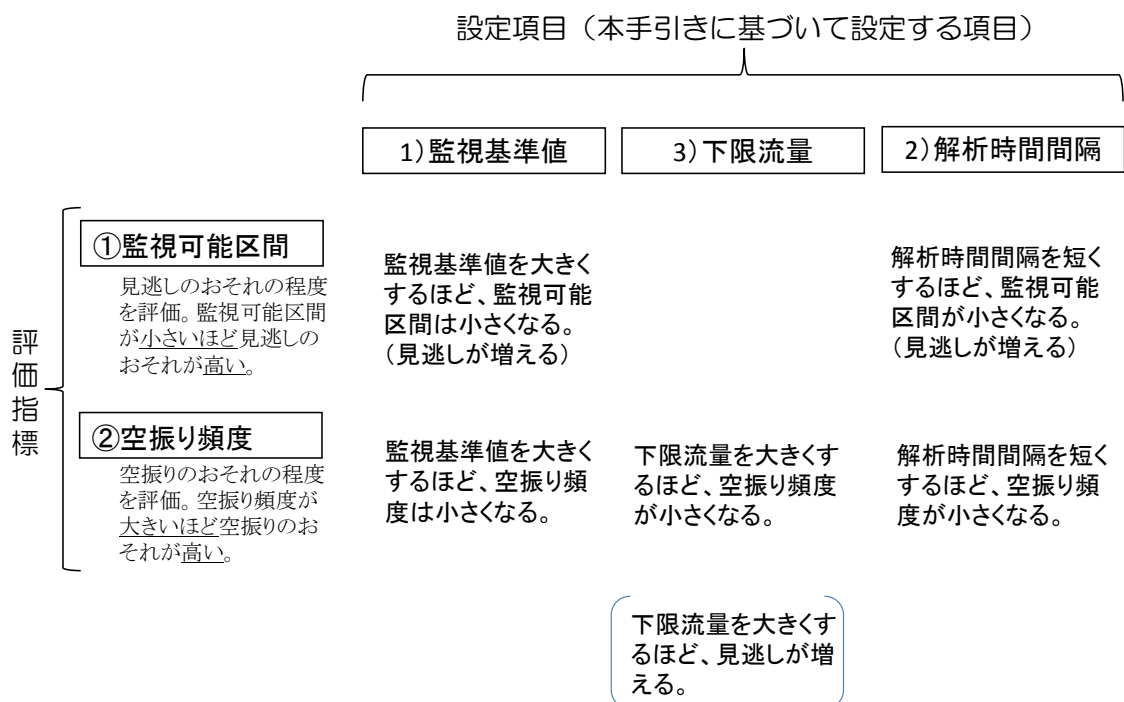 設定項目（本手引きに基づいて設定する項目）
1）監視基準値
3）下限流量
2）解析時間間隔
評価指標
①監視可能区間
見逃しのおそれの程度
を評価。監視可能区間
が小さいほど見逃しの
おそれが高い。
監視基準値を大きく
するほど、監視可能
区間は小さくなる。
（見逃しが増える）
解析時間間隔を短く
するほど、監視可能
区間が小さくなる。
（見逃しが増える）
②空振り頻度
空振りのおそれの程度
を評価。空振り頻度が
大きいほど空振りのお
それが高い。
監視基準値を大きく
するほど、空振り頻
度は小さくなる。
下限流量を大きくす
るほど、空振り頻度
が小さくなる。
解析時間間隔を短く
するほど、空振り頻
度が小さくなる。
下限流量を大きくす
るほど、見逃しが増
える。